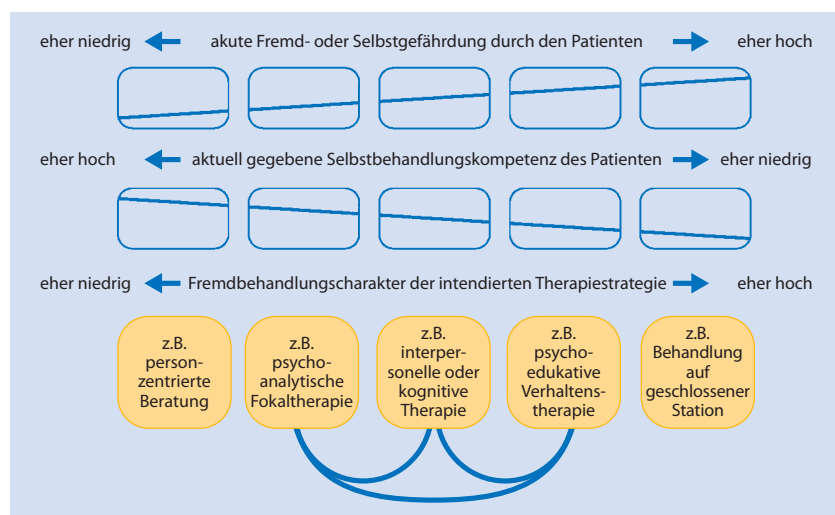 eher niedrig akute Fremd- oder Selbstgefährdung durch den Patienten eher hoch
eher hoch aktuell gegebene Selbstbehandlungskompetenz des Patienten eher niedrig
eher niedrig Fremdbehandlungscharakter der intendierten Therapiestrategie eher hoch
z.B.
person-
zentrierte
Beratung
z.B.
psycho-
analytische
Fokaltherapie
z.B.
interper-
sonelle oder
kognitive
Therapie
z.B.
psycho-
edukative
Verhaltens-
therapie
z.B.
Behandlung
auf
geschlossener
Station